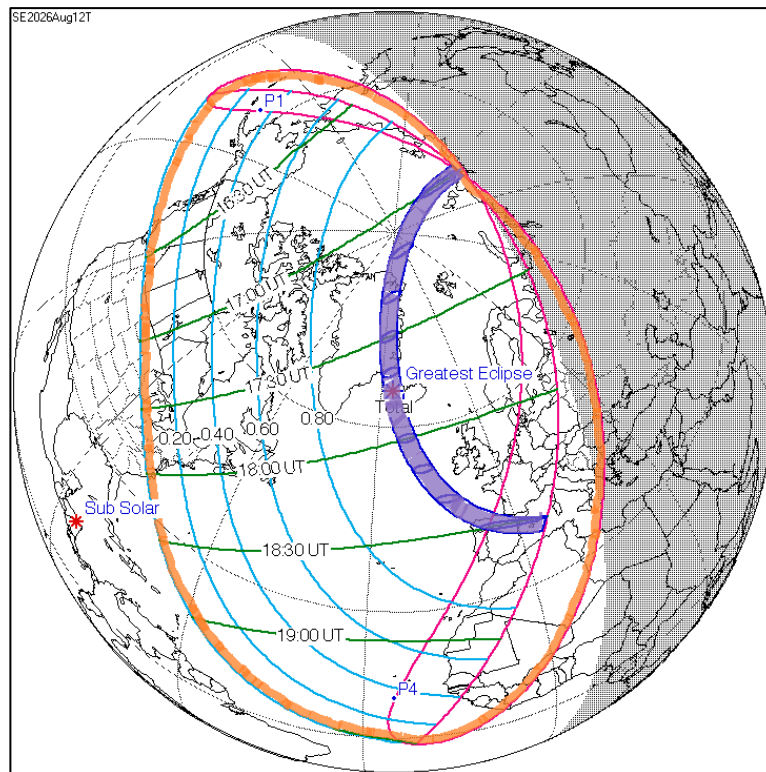 SE2026Aug12T
P1
16:30 UT
17:00 UT
17:30 UT
Greatest Eclipse
Total
0.20
0.40
0.60
0.80
18:00 UT
Sub Solar
18:30 UT
19:00 UT
P4